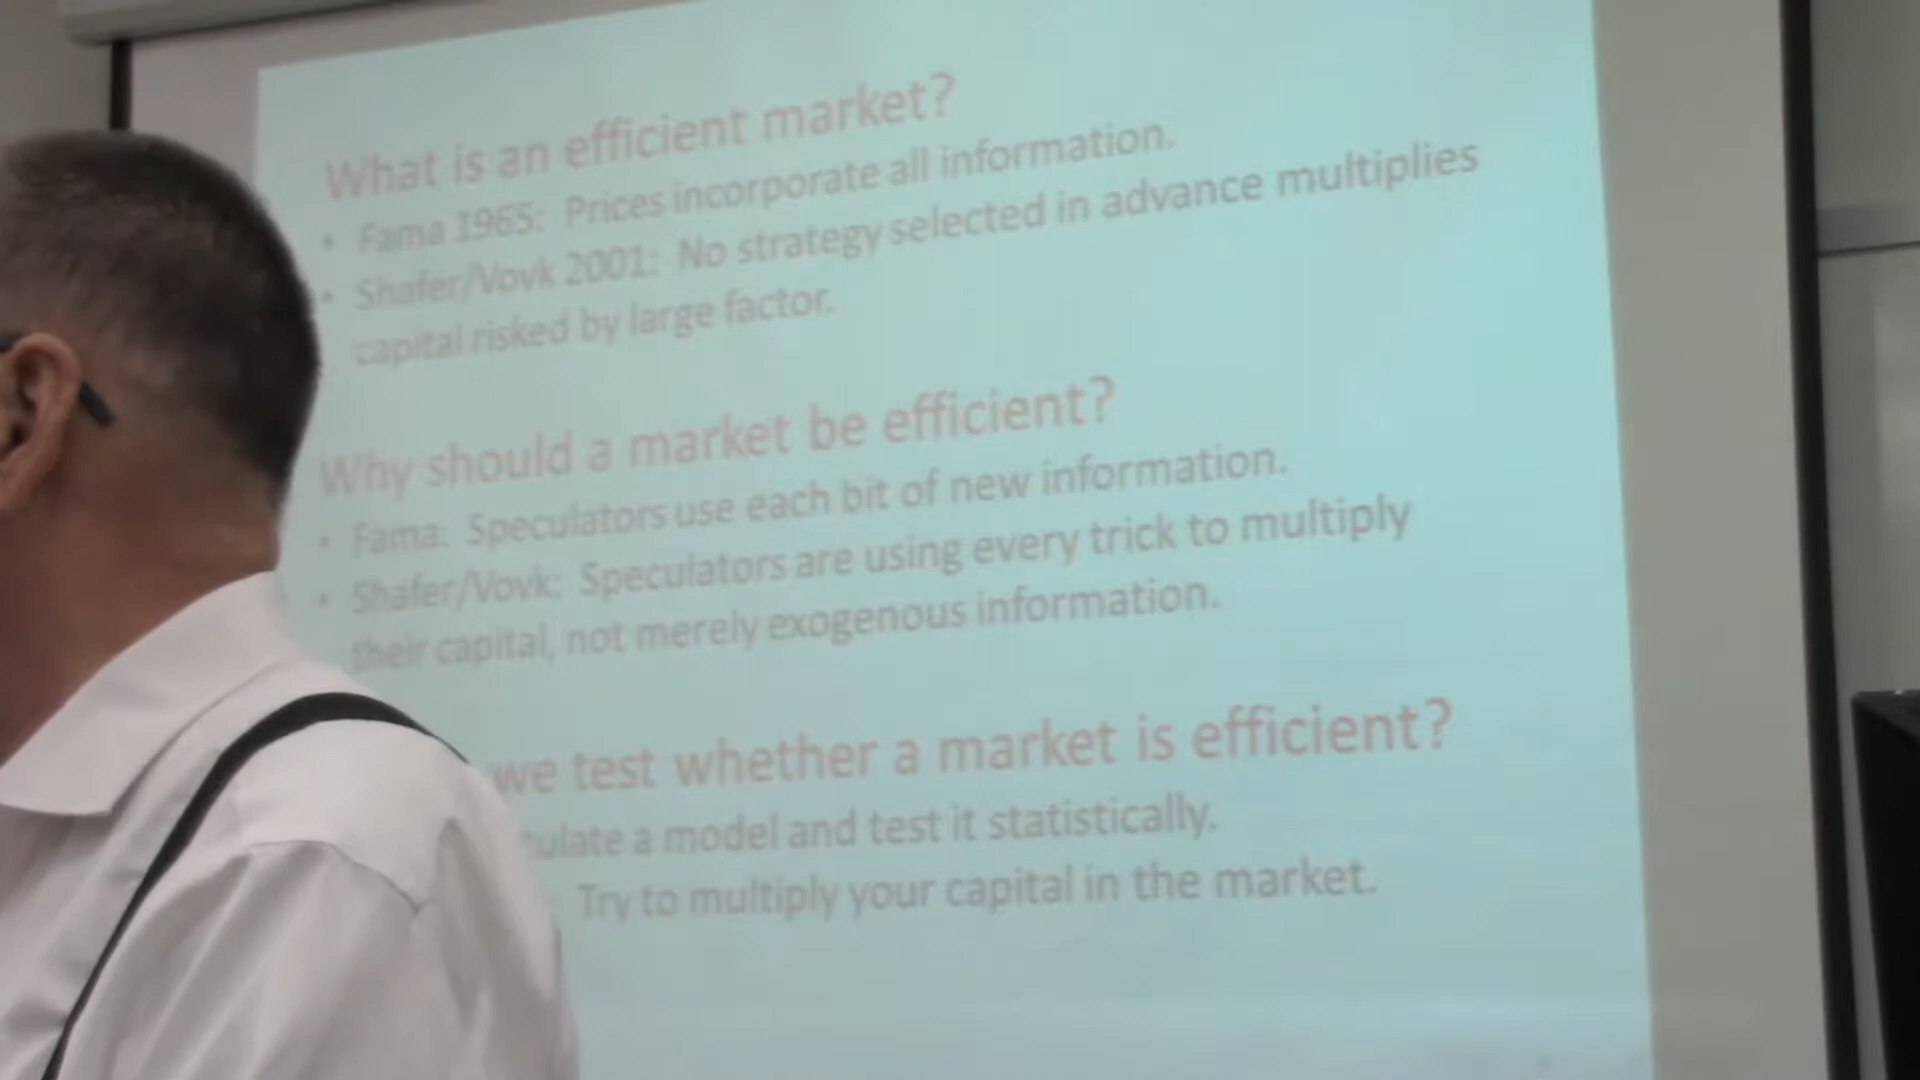 What is an efficient market?
• Fama 1965: Prices incorporate all information.
• Shafer/Vovk 2001: No strategy selected in advance multiplies
capital risked by large factor.
Why should a market be efficient?
• Fama: Speculators use each bit of new information.
• Shafer/Vovk: Speculators are using every trick to multiply
their capital, not merely exogenous information.
we test whether a market is efficient?
ulate a model and test it statistically.
Try to multiply your capital in the market.